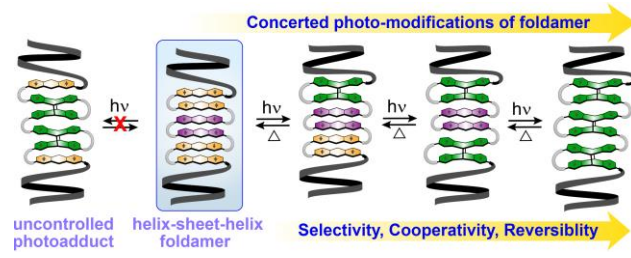 Concerted photo-modifications of foldamer
hν
X
hν
△
hν
△
hν
△
uncontrolled
photoadduct
helix-sheet-helix
foldamer
Selectivity, Cooperativity, Reversiblity